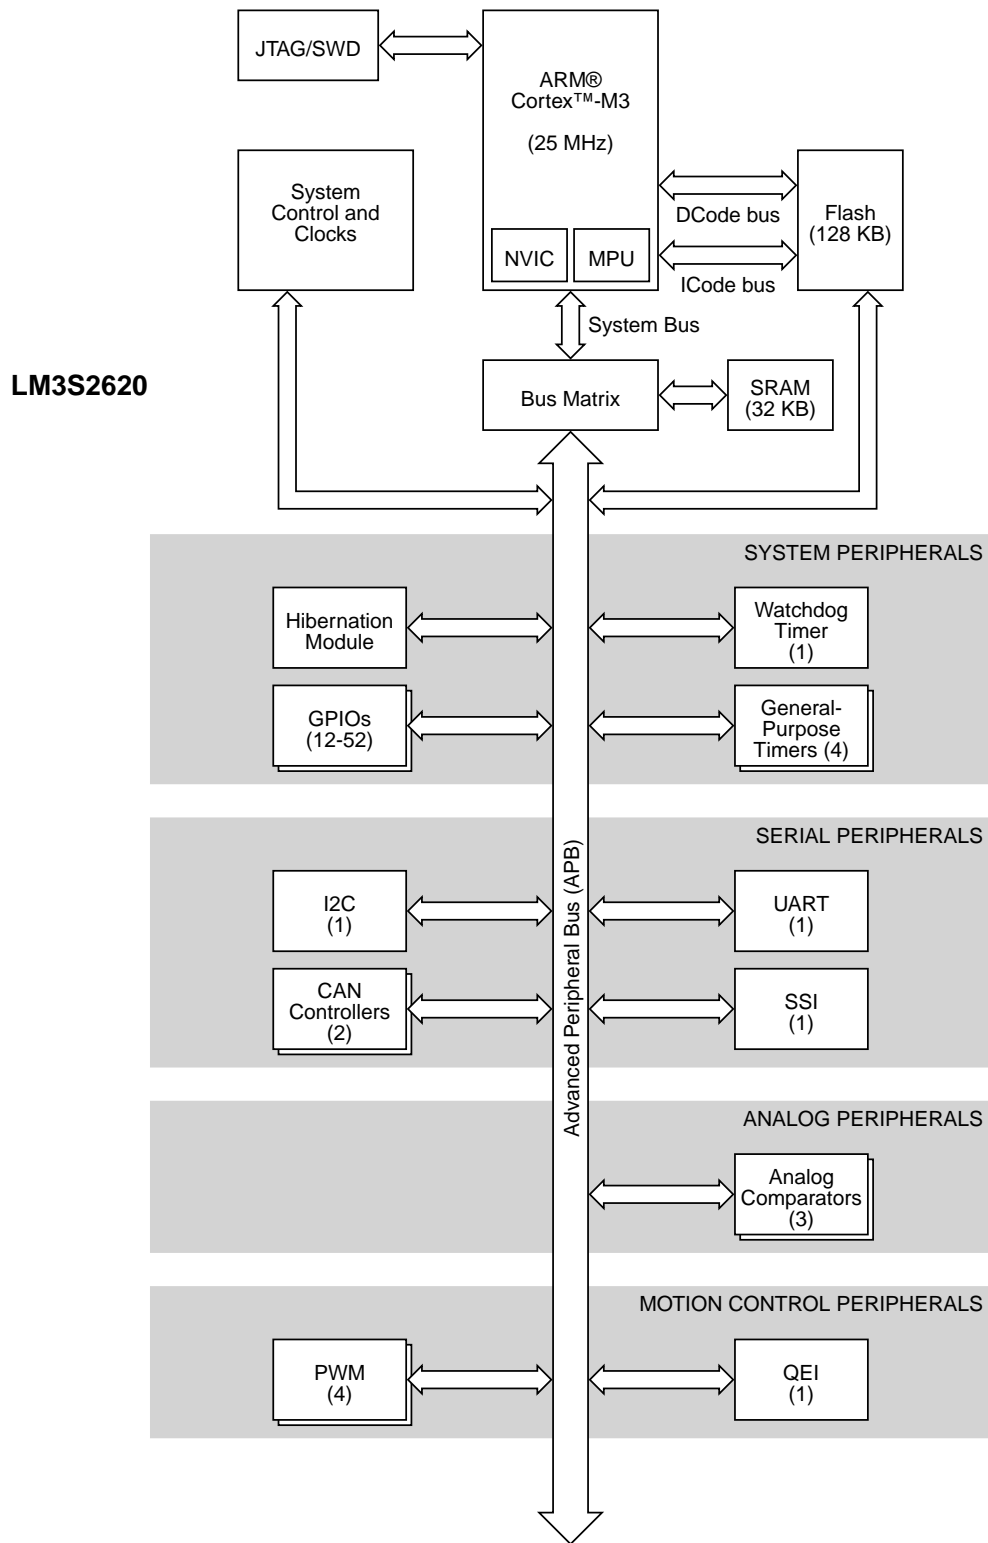 JTAG/SWD
ARM®
Cortex™-M3
(25 MHz)
System
Control and
Clocks
DCode bus
Flash
(128 KB)
NVIC
MPU
ICode bus
System Bus
LM3S2620
Bus Matrix
SRAM
(32 KB)
SYSTEM PERIPHERALS
Hibernation
Module
Watchdog
Timer
(1)
GPIOs
(12-52)
General-
Purpose
Timers (4)
Advanced Peripheral Bus (APB)
SERIAL PERIPHERALS
I2C
(1)
UART
(1)
CAN
Controllers
(2)
SSI
(1)
ANALOG PERIPHERALS
Analog
Comparators
(3)
MOTION CONTROL PERIPHERALS
PWM
(4)
QEI
(1)